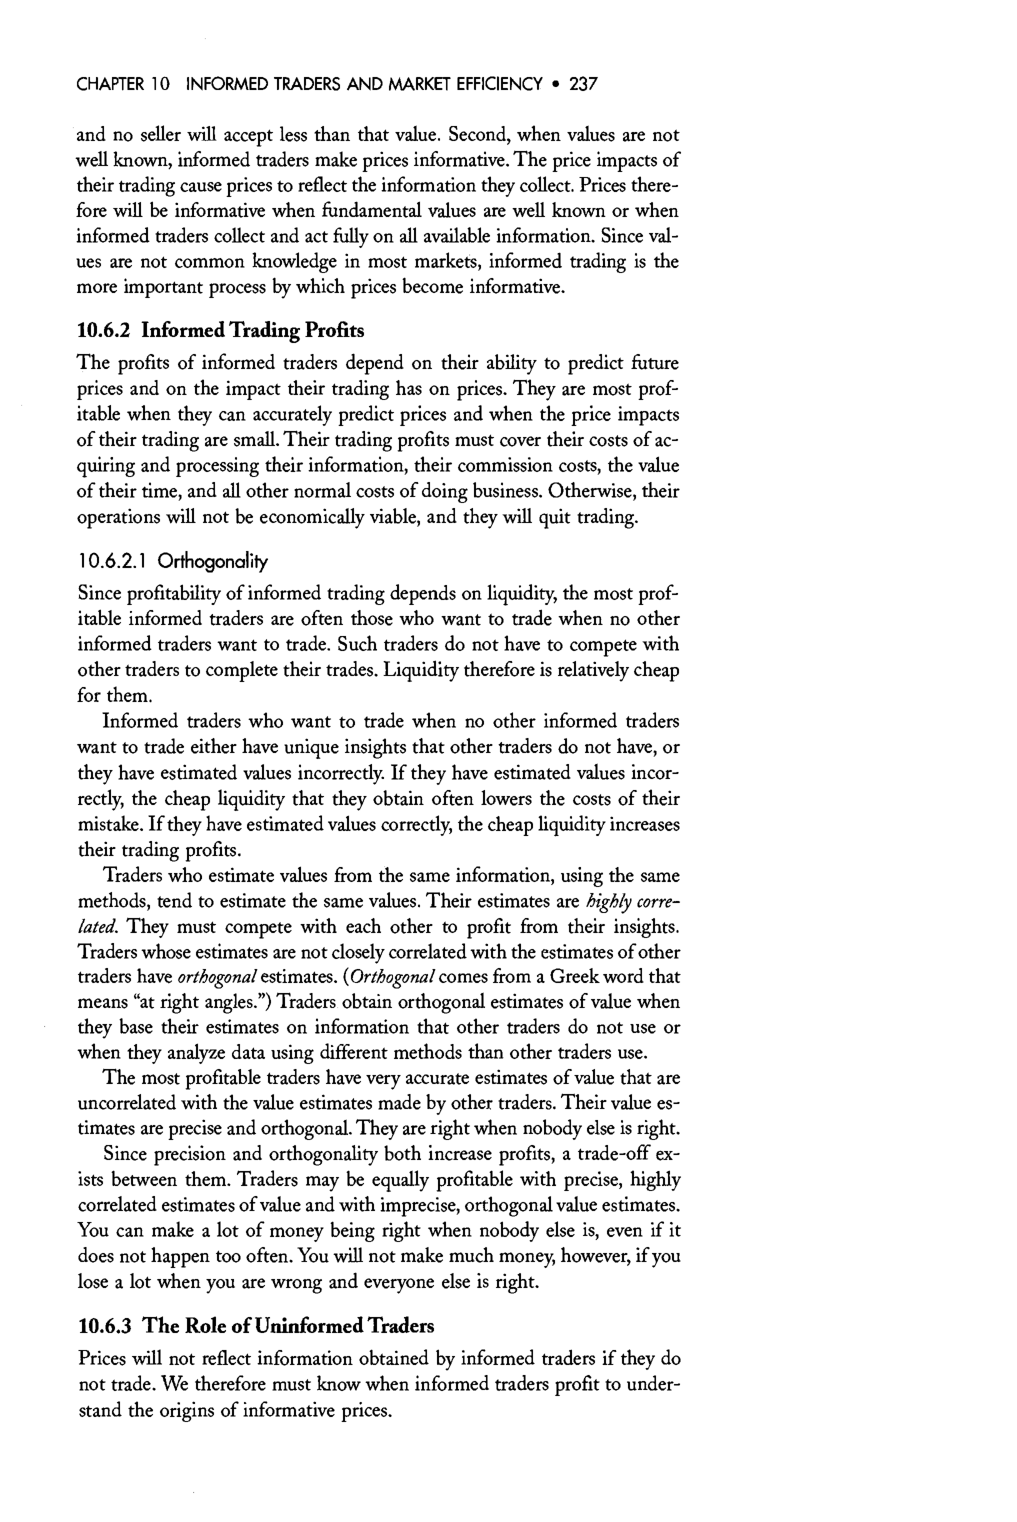 CHAPTER 10 INFORMED TRADERS AND MARKET EFFICIENCY • 237
and no seller will accept less than that value. Second, when values are not
well known, informed traders make prices informative. The price impacts of
their trading cause prices to reflect the information they collect. Prices there-
fore will be informative when fundamental values are well known or when
informed traders collect and act fully on all available information. Since val-
ues are not common knowledge in most markets, informed trading is the
more important process by which prices become informative.
10.6.2 Informed Trading Profits
The profits of informed traders depend on their ability to predict future
prices and on the impact their trading has on prices. They are most prof-
itable when they can accurately predict prices and when the price impacts
of their trading are small. Their trading profits must cover their costs of ac-
quiring and processing their information, their commission costs, the value
of their time, and all other normal costs of doing business. Otherwise, their
operations will not be economically viable, and they will quit trading.
10.6.2.1 Orthogonality
Since profitability of informed trading depends on liquidity, the most prof-
itable informed traders are often those who want to trade when no other
informed traders want to trade. Such traders do not have to compete with
other traders to complete their trades. Liquidity therefore is relatively cheap
for them.
Informed traders who want to trade when no other informed traders
want to trade either have unique insights that other traders do not have, or
they have estimated values incorrectly. If they have estimated values incor-
rectly, the cheap liquidity that they obtain often lowers the costs of their
mistake. If they have estimated values correctly, the cheap liquidity increases
their trading profits.
Traders who estimate values from the same information, using the same
methods, tend to estimate the same values. Their estimates are highly corre-
lated. They must compete with each other to profit from their insights.
Traders whose estimates are not closely correlated with the estimates of other
traders have orthogonal estimates. (Orthogonal comes from a Greek word that
means “at right angles.”) Traders obtain orthogonal estimates of value when
they base their estimates on information that other traders do not use or
when they analyze data using different methods than other traders use.
The most profitable traders have very accurate estimates of value that are
uncorrelated with the value estimates made by other traders. Their value es-
timates are precise and orthogonal. They are right when nobody else is right.
Since precision and orthogonality both increase profits, a trade-off ex-
ists between them. Traders may be equally profitable with precise, highly
correlated estimates of value and with imprecise, orthogonal value estimates.
You can make a lot of money being right when nobody else is, even if it
does not happen too often. You will not make much money, however, if you
lose a lot when you are wrong and everyone else is right.
10.6.3 The Role of Uninformed Traders
Prices will not reflect information obtained by informed traders if they do
not trade. We therefore must know when informed traders profit to under-
stand the origins of informative prices.